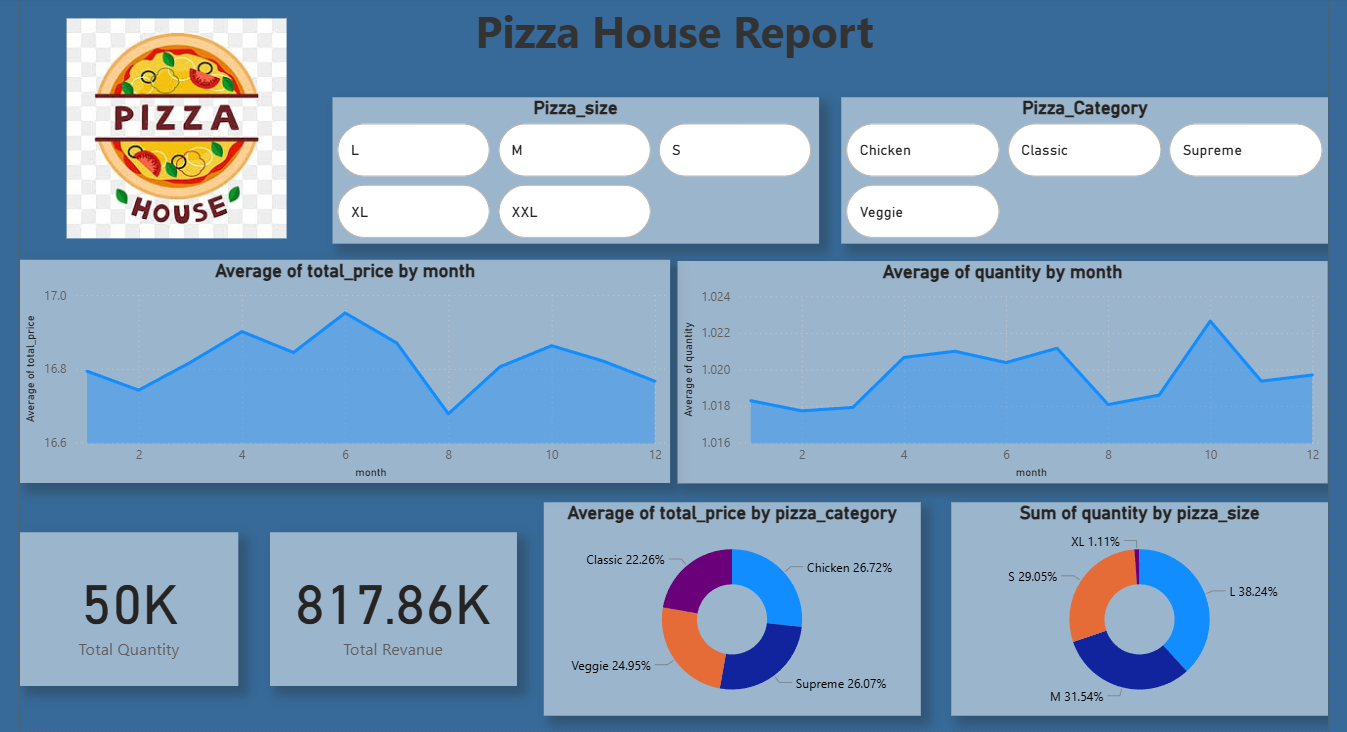 Pizza House Report
PIZZA
HOUSE
Pizza_size
L
M
S
XL
XXL
Pizza_Category
Chicken
Classic
Supreme
Veggie
Average of total_price by month
17.0
16.8
16.6
Average of total_price
2
4
6
8
10
12
month
Average of quantity by month
1.024
1.022
1.020
1.018
1.016
Average of quantity
2
4
6
8
10
12
month
50K
Total Quantity
817.86K
Total Revanue
Average of total_price by pizza_category
Classic 22.26%
Chicken 26.72%
Veggie 24.95%
Supreme 26.07%
Sum of quantity by pizza_size
XL 1.11%
S 29.05%
L 38.24%
M 31.54%